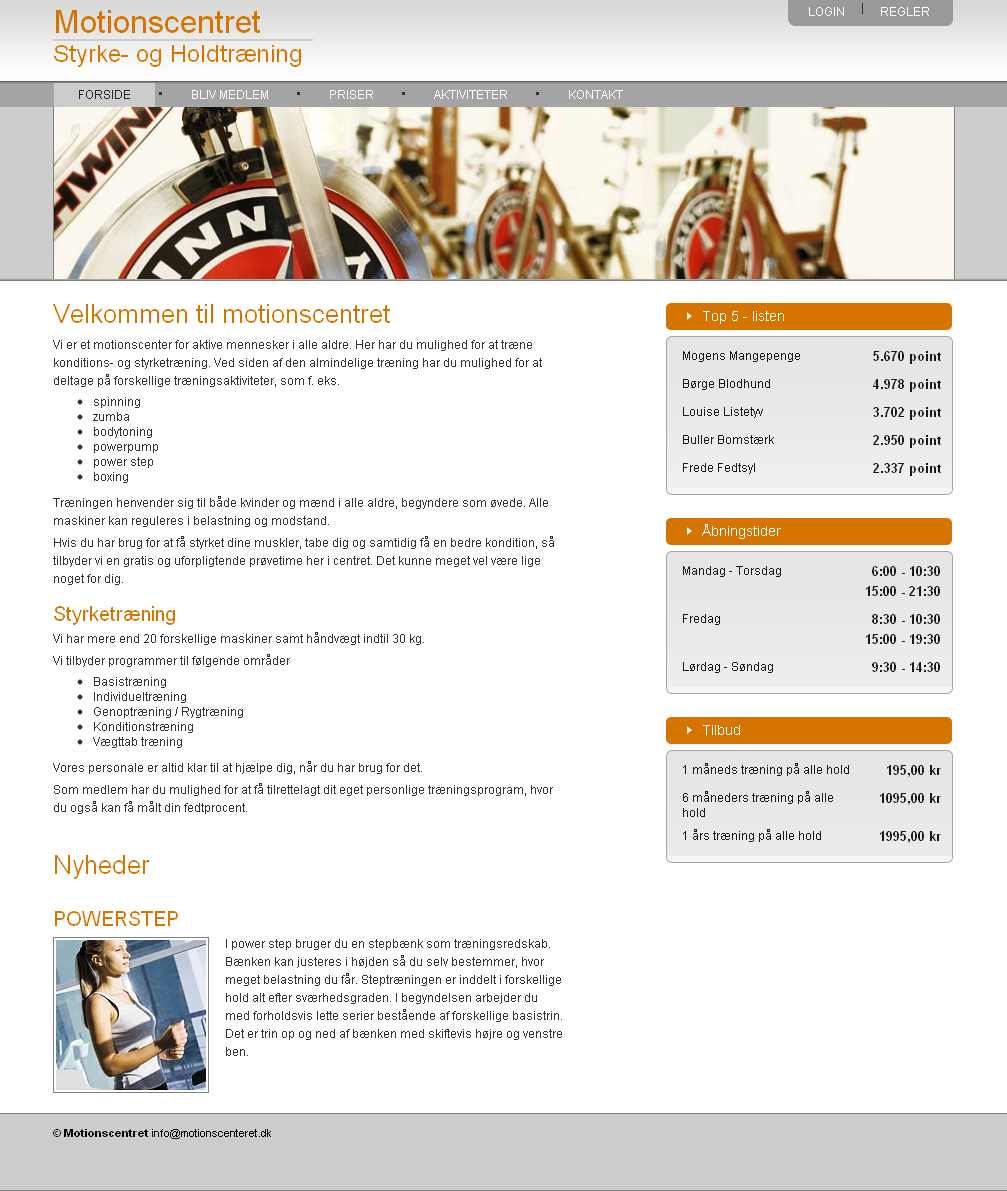 Motionscentret
Styrke- og Holdtræning
LOGIN | REGLER
FORSIDE BLIV MEDLEM PRISER AKTIVITETER KONTAKT
HWINN
INN
Velkommen til motionscentret
Vi er et motionscenter for aktive mennesker i alle aldre. Her har du mulighed for at træne
konditions- og styrketræning. Ved siden af den almindelige træning har du mulighed for at
deltage på forskellige træningsaktiviteter, som f. eks.
spinning
zumba
bodytoning
powerpump
power step
boxing
Træningen henvender sig til både kvinder og mænd i alle aldre, begyndere som øvede. Alle
maskiner kan reguleres i belastning og modstand.
Hvis du har brug for at få styrket dine muskler, tabe dig og samtidig få en bedre kondition, så
tilbyder vi en gratis og uforpligtende prøvetime her i centret. Det kunne meget vel være lige
noget for dig.
Styrketræning
Vi har mere end 20 forskellige maskiner samt håndvægt indtil 30 kg.
Vi tilbyder programmer til følgende områder
Basistræning
Individueltræning
Genoptræning / Rygtræning
Konditionstræning
Vægttab træning
Vores personale er altid klar til at hjælpe dig, når du har brug for det.
Som medlem har du mulighed for at få tilrettelagt dit eget personlige træningsprogram, hvor
du også kan få målt din fedtprocent.
Nyheder
POWERSTEP
I power step bruger du en stepbænk som træningsredskab.
Bænken kan justeres i højden så du selv bestemmer, hvor
meget belastning du får. Steptræningen er inddelt i forskellige
hold alt efter sværhedsgraden. I begyndelsen arbejder du
med forholdsvis lette serier bestående af forskellige basistrin.
Det er trin op og ned af bænken med skiftevis højre og venstre
ben.
Top 5 - listen
Mogens Mangepenge 5.670 point
Børge Blodhund 4.978 point
Louise Listetyv 3.702 point
Buller Bomstærk 2.950 point
Frede Fedtsyl 2.337 point
Åbningstider
Mandag - Torsdag 6:00 - 10:30
15:00 - 21:30
Fredag 8:30 - 10:30
15:00 - 19:30
Lørdag - Søndag 9:30 - 14:30
Tilbud
1 måneds træning på alle hold 195,00 kr
6 måneders træning på alle 1095,00 kr
hold
1 års træning på alle hold 1995,00 kr
© Motionscentret info@motionscenteret.dk